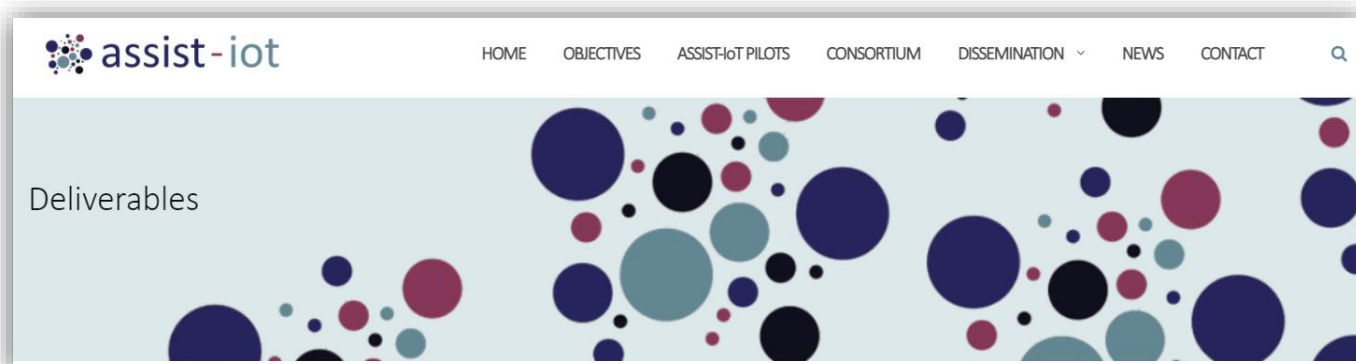 assist-iot
HOME OBJECTIVES ASSIST-IoT PILOTS CONSORTIUM DISSEMINATION NEWS CONTACT
Deliverables